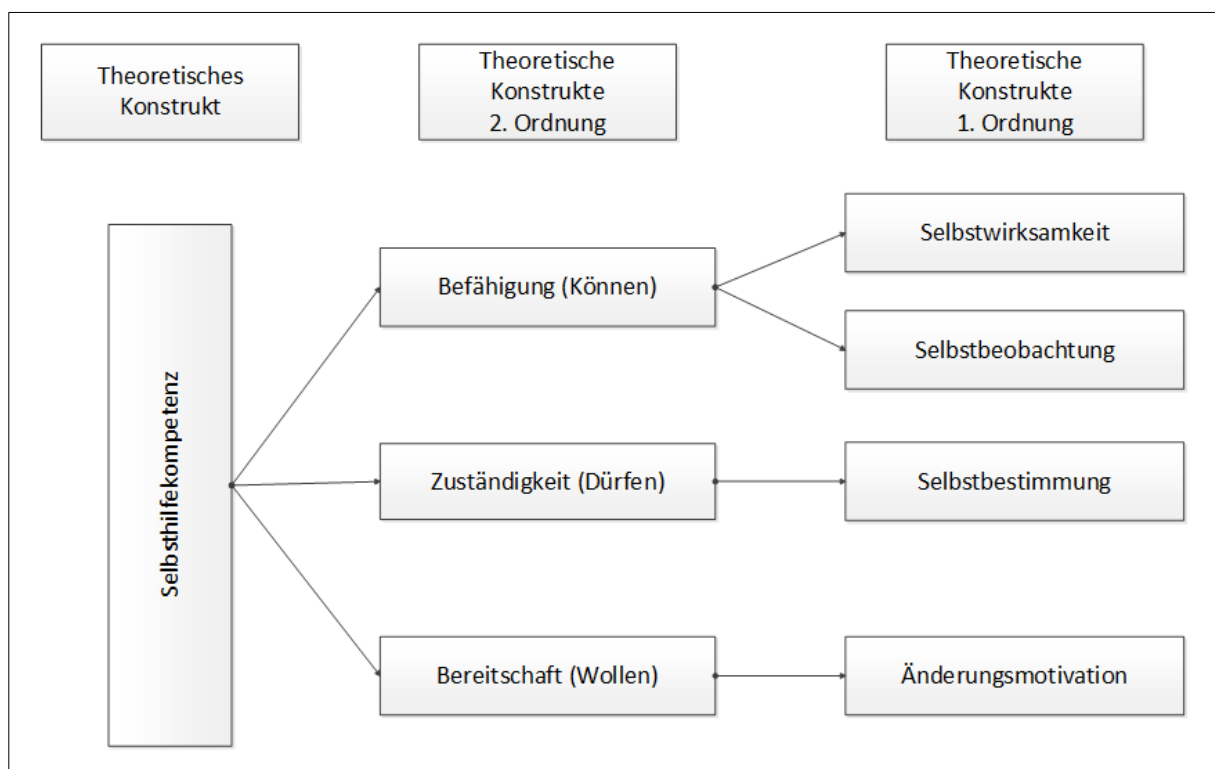 Theoretisches
Konstrukt
Theoretische
Konstrukte
2. Ordnung
Theoretische
Konstrukte
1. Ordnung
Selbsthilfekompetenz
Befähigung (Können)
Zuständigkeit (Dürfen)
Bereitschaft (Wollen)
Selbstwirksamkeit
Selbstbeobachtung
Selbstbestimmung
Änderungsmotivation